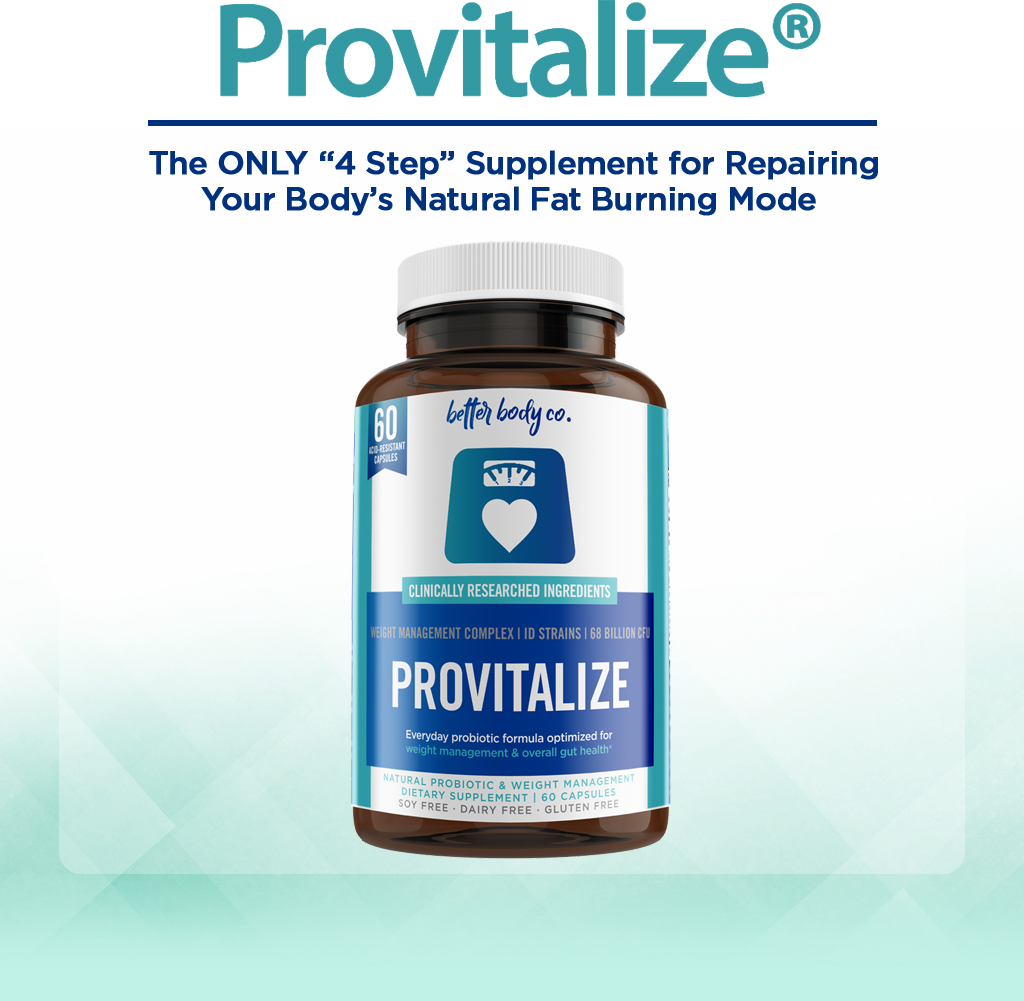 Provitalize®
The ONLY “4 Step” Supplement for Repairing
Your Body’s Natural Fat Burning Mode
better body co.
60
ACID-RESISTANT
CAPSULES
CLINICALLY RESEARCHED INGREDIENTS
WEIGHT MANAGEMENT COMPLEX | ID STRAINS | 68 BILLION CFU
PROVITALIZE
Everyday probiotic formula optimized for
weight management & overall gut health*
NATURAL PROBIOTIC & WEIGHT MANAGEMENT
DIETARY SUPPLEMENT | 60 CAPSULES
SOY FREE · DAIRY FREE · GLUTEN FREE